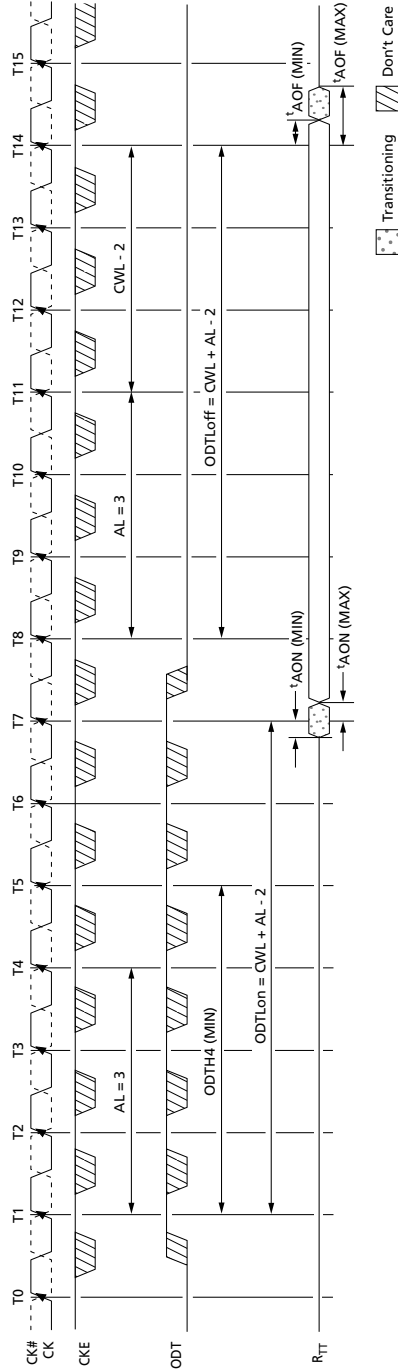 T0 T1 T2 T3 T4 T5 T6 T7 T8 T9 T10 T11 T12 T13 T14 T15
CK#
CK
CKE
AL = 3 AL = 3 CWL - 2
ODT
ODTH4 (MIN) ODTLoff = CWL + AL - 2
ODTLon = CWL + AL - 2
tAON (MIN) tAOF (MIN)
RTT
tAON (MAX) tAOF (MAX)
Transitioning Don't Care